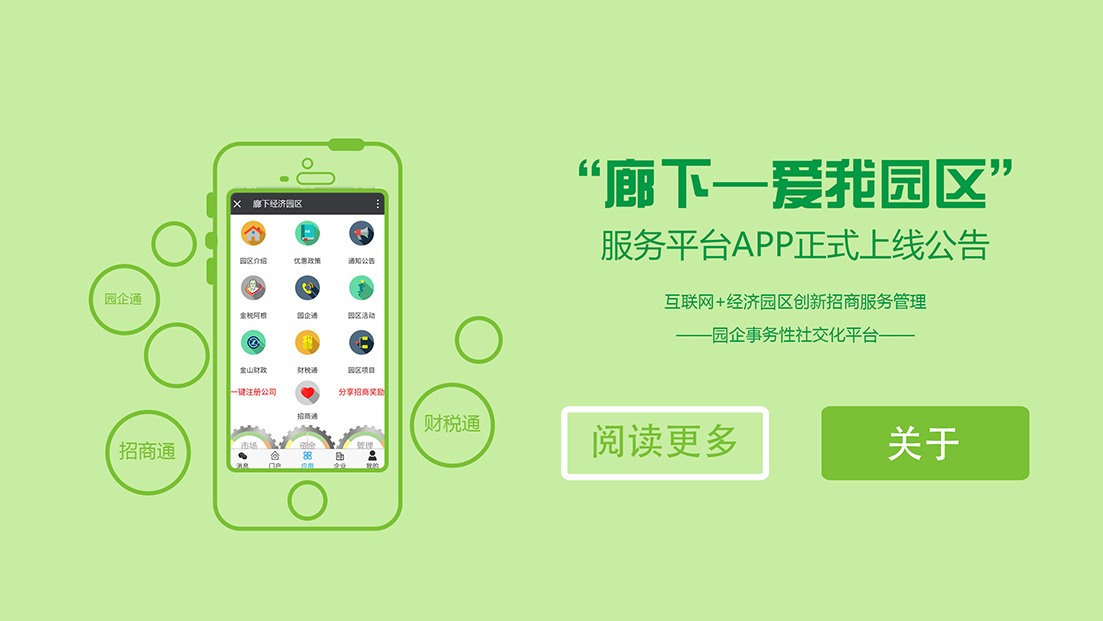 园企通
招商通
财税通
廊下经济园区
园区介绍 优惠政策 通知公告
金税阿根 园企通 园区活动
金山财政 财税通 园区项目
一键注册公司 分享招商奖励
招商通
市场 资金 管理
消息 门户 应用 企业 我的
“廊下—爱我园区”
服务平台APP正式上线公告
互联网+经济园区创新招商服务管理
——园企事务性社交化平台——
阅读更多 关于